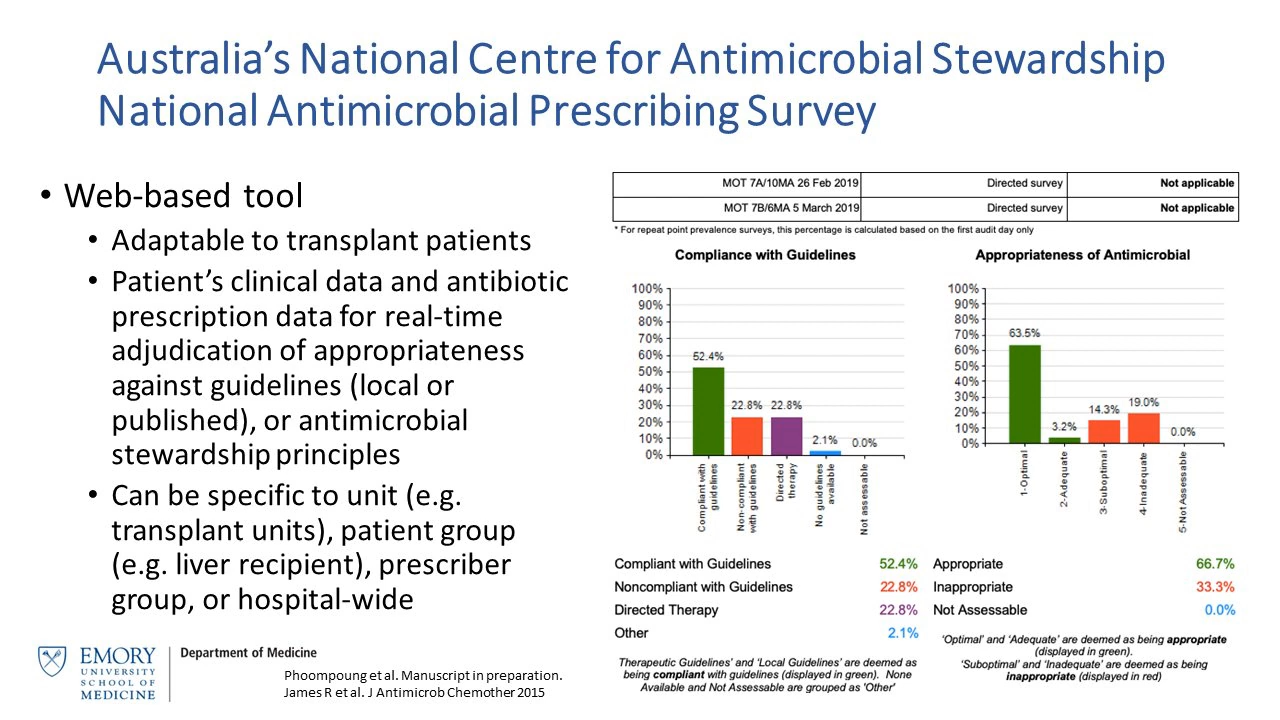 Australia’s National Centre for Antimicrobial Stewardship
National Antimicrobial Prescribing Survey
• Web-based tool
• Adaptable to transplant patients
• Patient’s clinical data and antibiotic
prescription data for real-time
adjudication of appropriateness
against guidelines (local or
published), or antimicrobial
stewardship principles
• Can be specific to unit (e.g.
transplant units), patient group
(e.g. liver recipient), prescriber
group, or hospital-wide
MOT 7A/10MA 26 Feb 2019 Directed survey Not applicable
MOT 7B/6MA 5 March 2019 Directed survey Not applicable
* For repeat point prevalence surveys, this percentage is calculated based on the first audit day only
Compliance with Guidelines
100%
90%
80%
70%
60%
50%
40%
30%
20%
10%
0%
52.4%
22.8%
22.8%
2.1%
0.0%
Compliant with
guidelines
Non-compliant
with guidelines
Directed
therapy
No guidelines
available
Not assessable
Appropriateness of Antimicrobial
100%
90%
80%
70%
60%
50%
40%
30%
20%
10%
0%
63.5%
3.2%
14.3%
19.0%
0.0%
1-Optimal
2-Adequate
3-Suboptimal
4-Inadequate
5-Not Assessable
Compliant with Guidelines 52.4%
Noncompliant with Guidelines 22.8%
Directed Therapy 22.8%
Other 2.1%
Therapeutic Guidelines' and 'Local Guidelines' are deemed as
being compliant with guidelines (displayed in green). None
Available and Not Assessable are grouped as 'Other'
Appropriate 66.7%
Inappropriate 33.3%
Not Assessable 0.0%
'Optimal' and 'Adequate' are deemed as being appropriate
(displayed in green).
'Suboptimal' and 'Inadequate' are deemed as being
inappropriate (displayed in red)
EMORY
UNIVERSITY
SCHOOL OF
MEDICINE
Department of Medicine
Phoompoung et al. Manuscript in preparation.
James R et al. J Antimicrob Chemother 2015